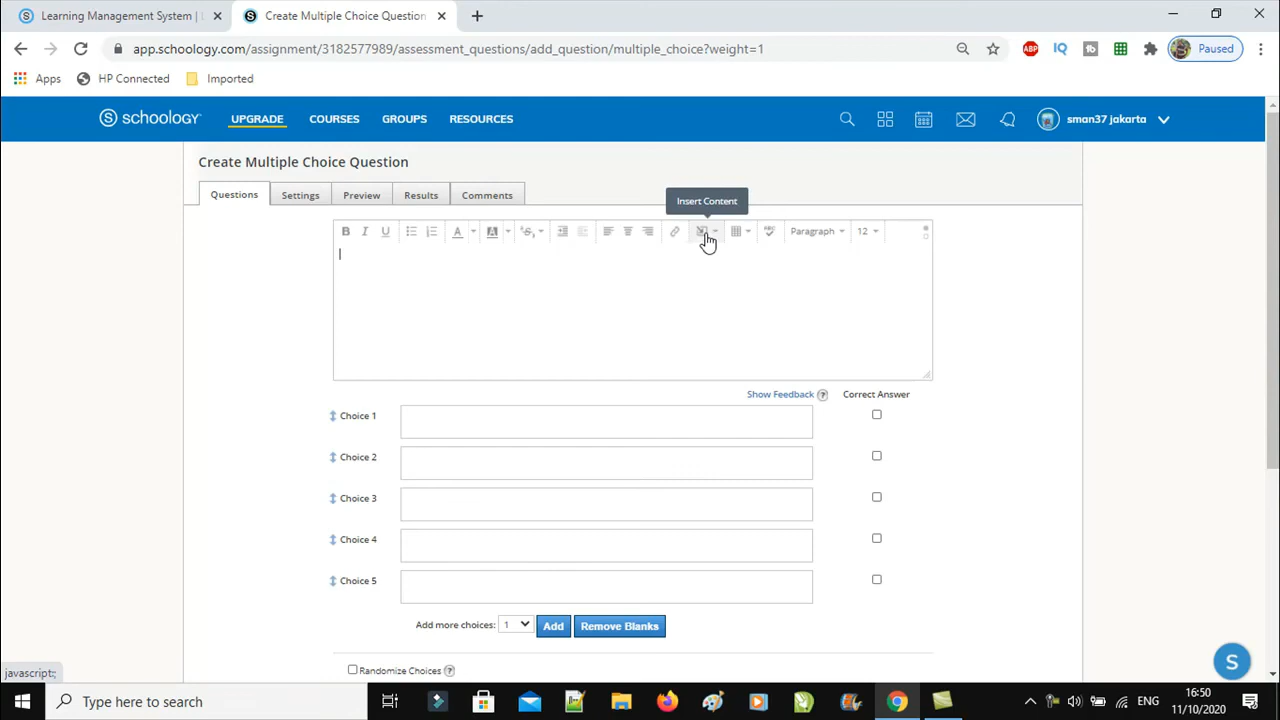 Learning Management System | L
Create Multiple Choice Question
app.schoology.com/assignment/3182577989/assessment_questions/add_question/multiple_choice?weight=1
ABP
IQ
tb
Paused
Apps
HP Connected
Imported
S schoology
UPGRADE
COURSES
GROUPS
RESOURCES
sman37 jakarta
Create Multiple Choice Question
Questions
Settings
Preview
Results
Comments
Insert Content
B I U A A S Paragraph 12
Show Feedback ?
Correct Answer
Choice 1
Choice 2
Choice 3
Choice 4
Choice 5
Add more choices: 1 Add Remove Blanks
Randomize Choices ?
S
javascript:;
Type here to search
ENG
16:50
11/10/2020